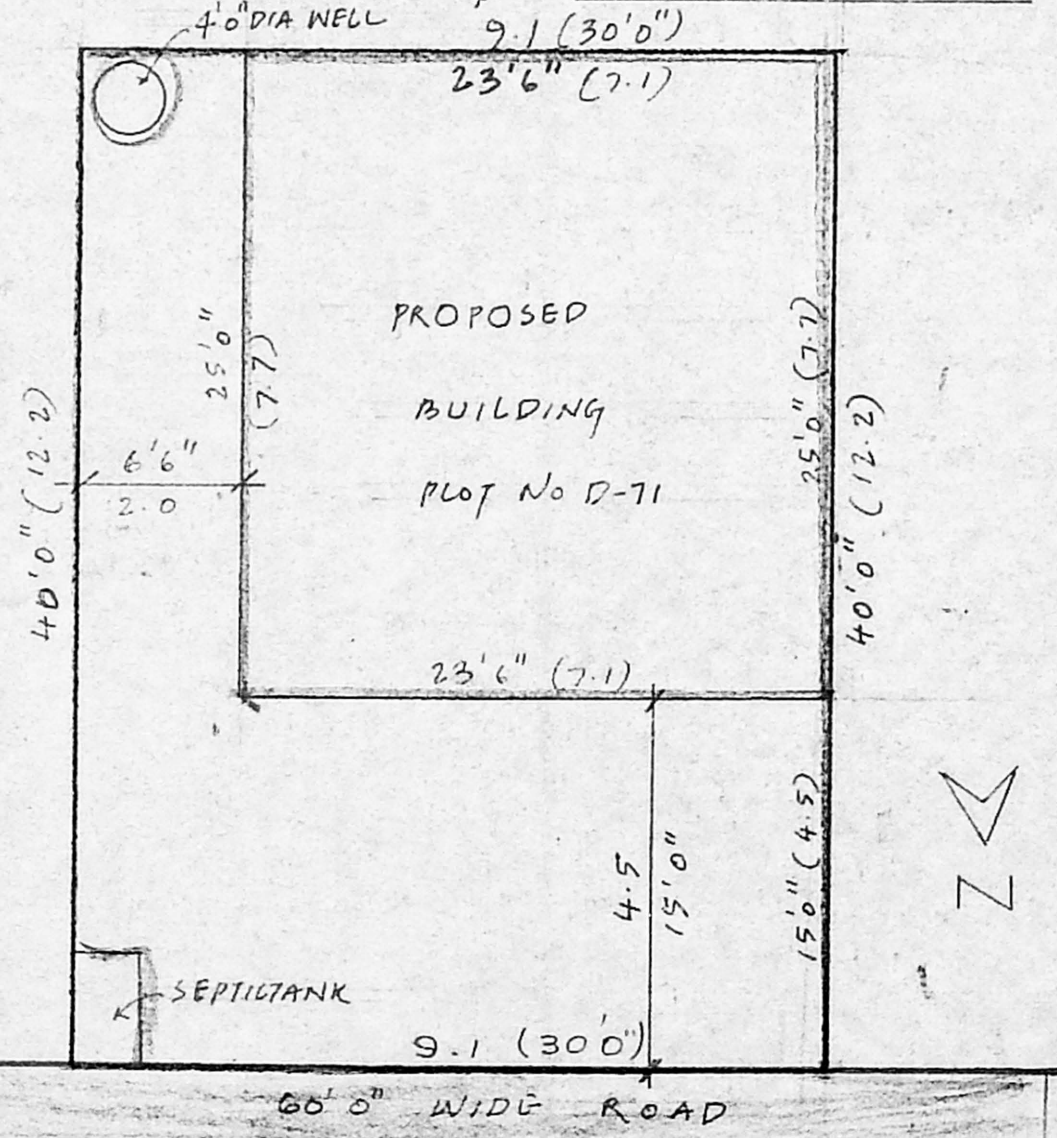 4'0" DIA WELL
9.1 (30'0")
23'6" (7.1)
PROPOSED
BUILDING
PLOT No D-71
25'0"
(7.7)
25'0" (7.7)
40'0" (12.2)
40'0" (12.2)
6'6"
2.0
23'6" (7.1)
4.5
15'0"
15'0" (4.5)
N
SEPTICTANK
9.1 (30'0")
60'0" WIDE ROAD